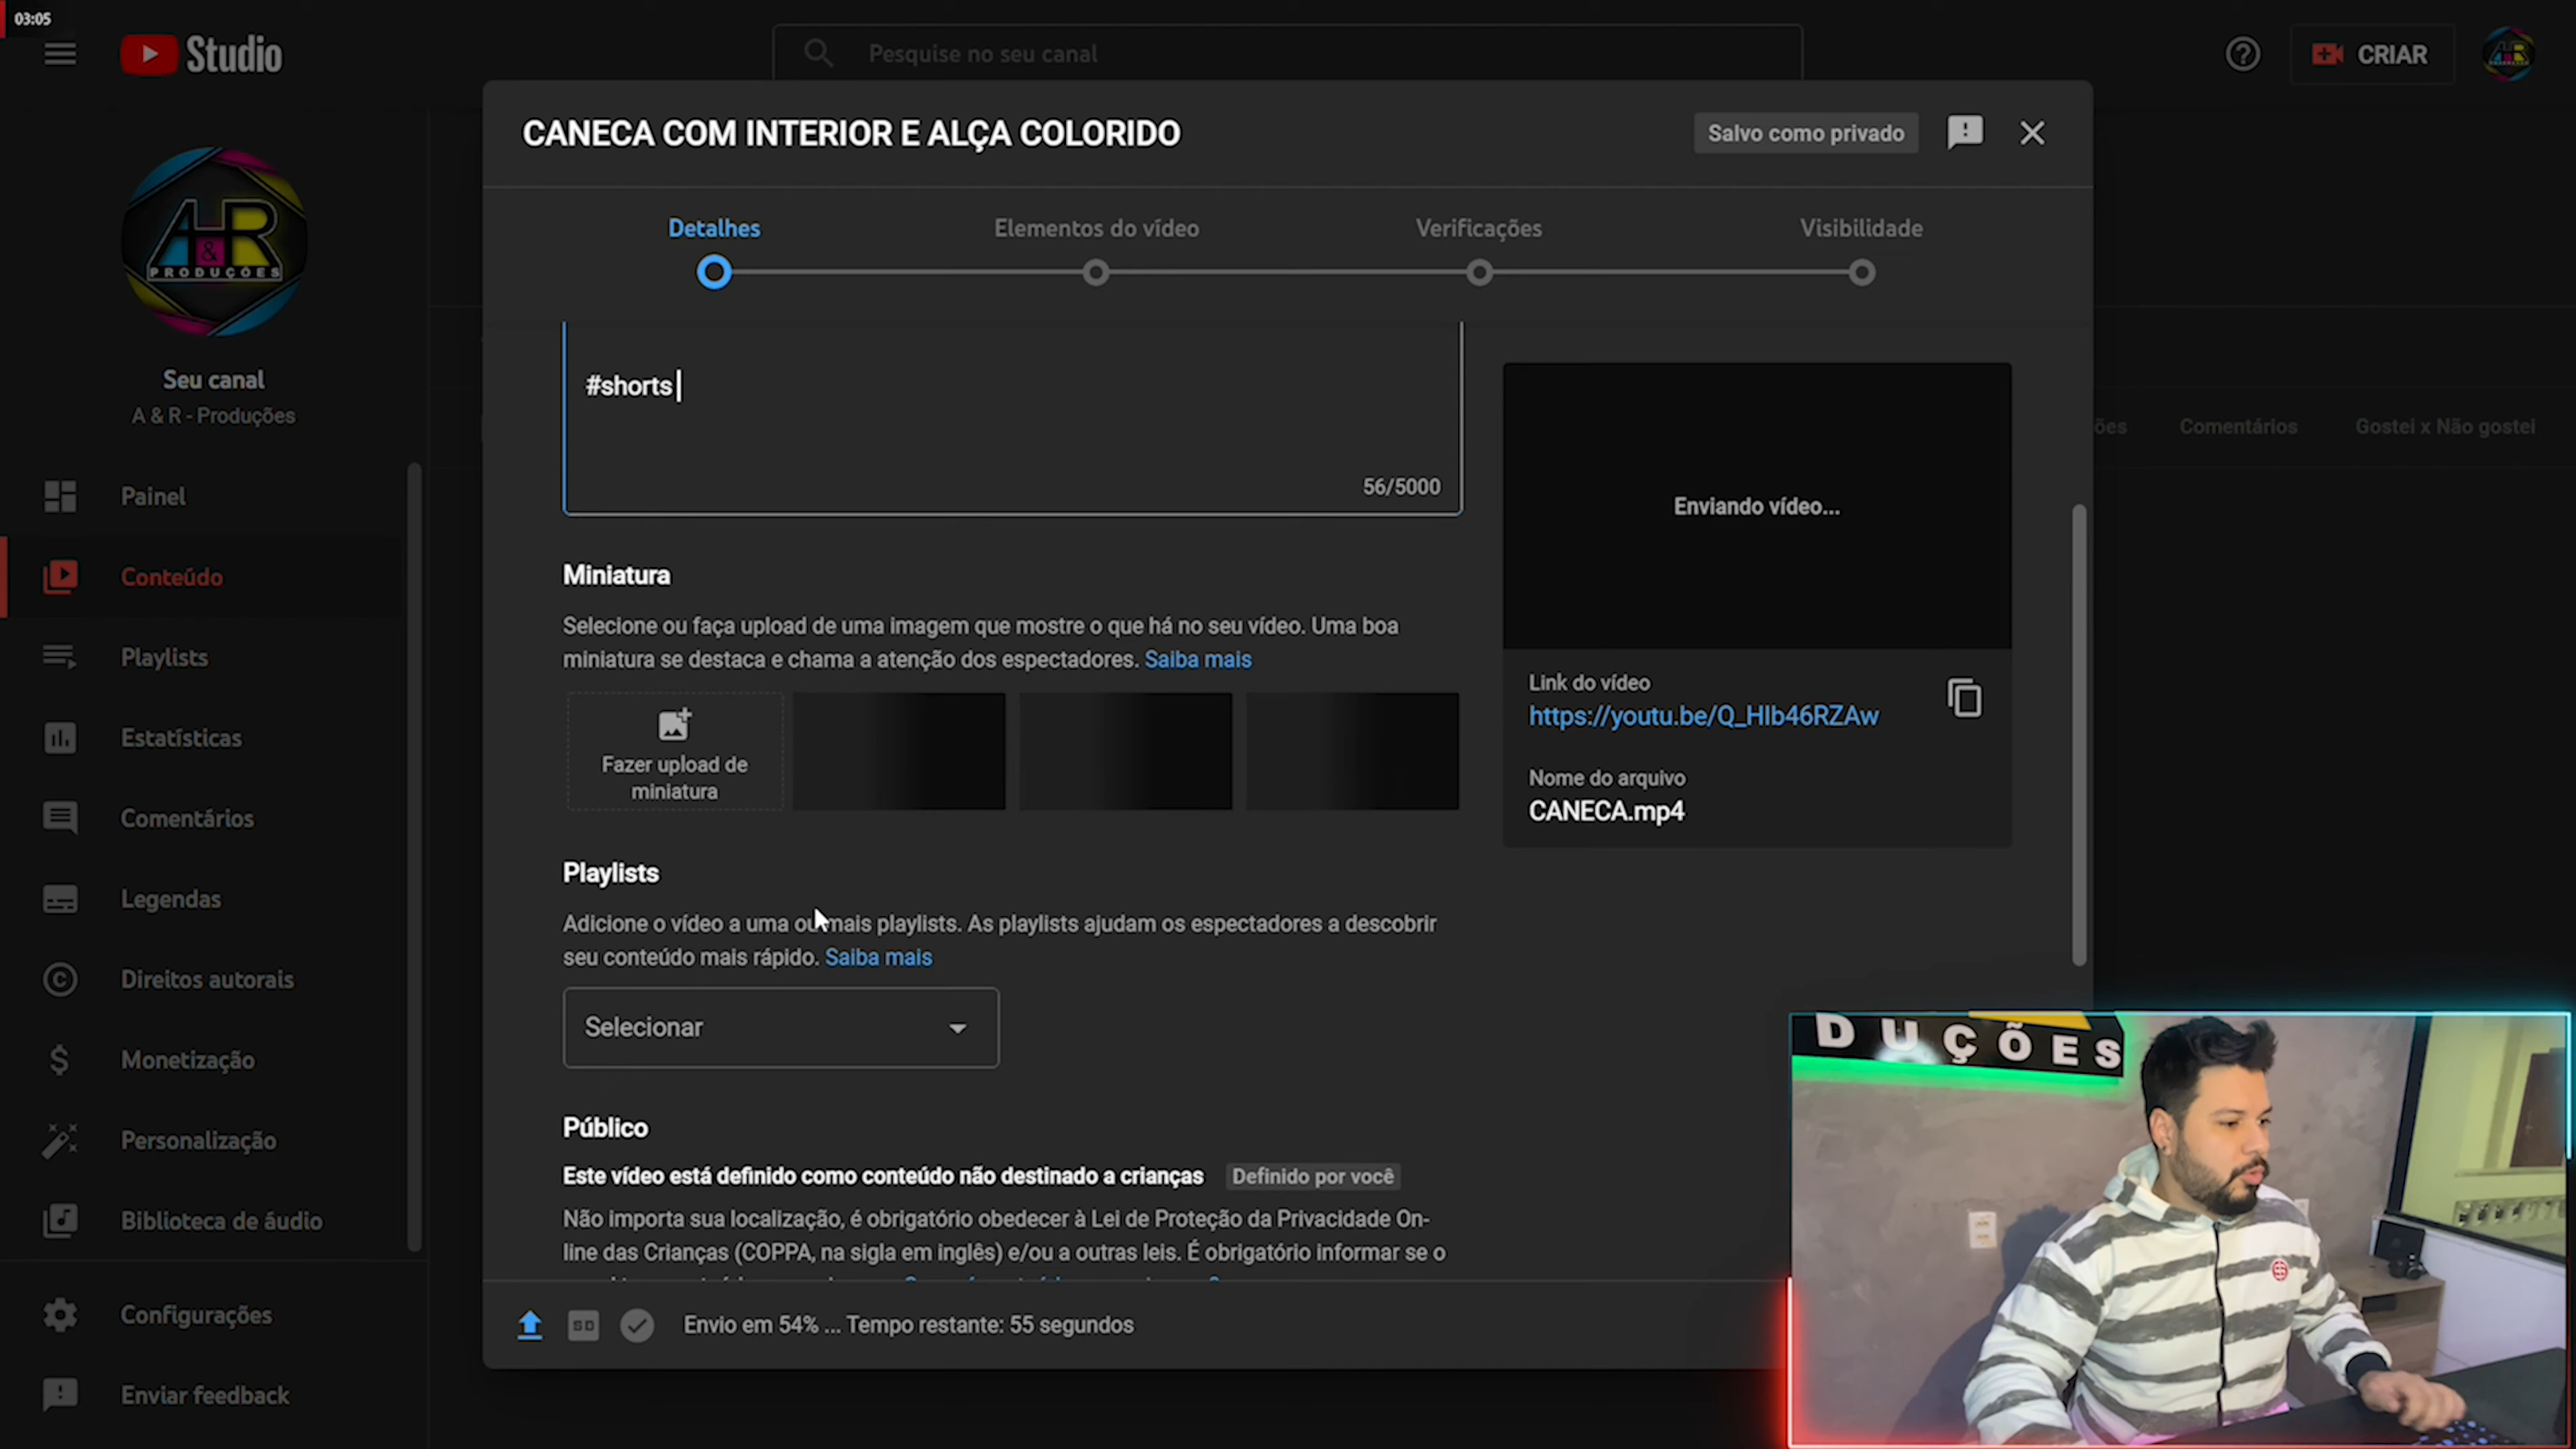 03:05
Studio
Pesquise no seu canal
CRIAR
A&R
PRODUÇÕES
Seu canal
A & R - Produções
Painel
Conteúdo
Playlists
Estatísticas
Comentários
Legendas
Direitos autorais
Monetização
Personalização
Biblioteca de áudio
Configurações
Enviar feedback
CANECA COM INTERIOR E ALÇA COLORIDO
Salvo como privado
Detalhes
Elementos do vídeo
Verificações
Visibilidade
#shorts
56/5000
Miniatura
Selecione ou faça upload de uma imagem que mostre o que há no seu vídeo. Uma boa
miniatura se destaca e chama a atenção dos espectadores. Saiba mais
Fazer upload de
miniatura
Playlists
Adicione o vídeo a uma ou mais playlists. As playlists ajudam os espectadores a descobrir
seu conteúdo mais rápido. Saiba mais
Selecionar
Público
Este vídeo está definido como conteúdo não destinado a crianças
Definido por você
Não importa sua localização, é obrigatório obedecer à Lei de Proteção da Privacidade On-
line das Crianças (COPPA, na sigla em inglês) e/ou a outras leis. É obrigatório informar se o
SD
Envio em 54% ... Tempo restante: 55 segundos
Enviando vídeo...
Link do vídeo
https://youtu.be/Q_HIb46RZAw
Nome do arquivo
CANECA.mp4
ões
Comentários
Gostei x Não gostei
DUÇÕES